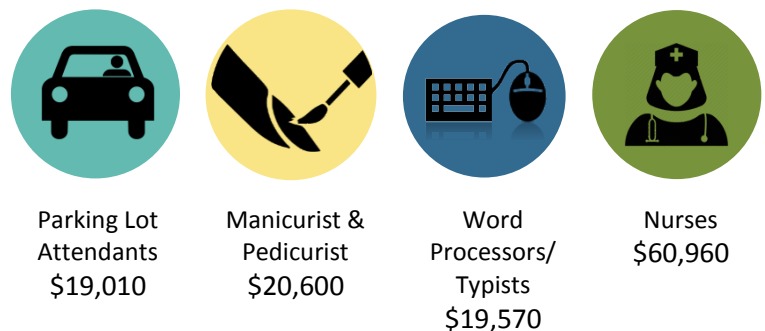 Parking Lot
Attendants
$19,010
Manicurist &
Pedicurist
$20,600
Word
Processors/
Typists
$19,570
Nurses
$60,960